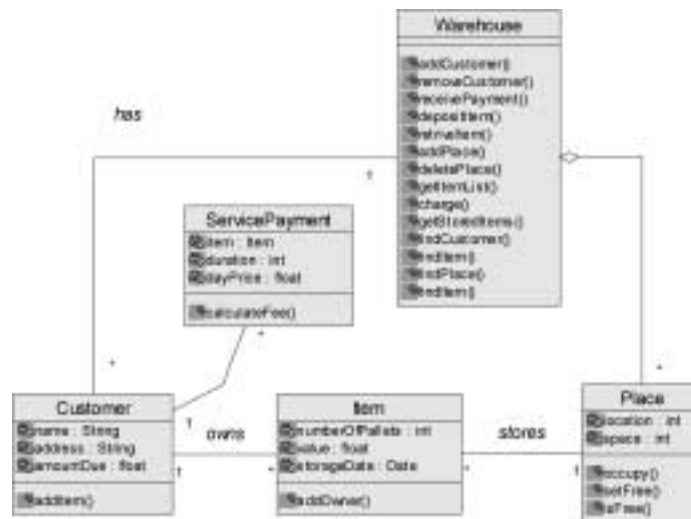 Warehouse
addCustomer()
removeCustomer()
receivePayment()
depositItem()
retriveItem()
addPlace()
deletePlace()
getItemList()
charge()
getStoredItems()
findCustomer()
findItem()
findPlace()
findItem()
has
1
ServicePayment
item : Item
duration : int
dayPrice : float
calculateFee()
*
*
*
Customer
name : String
address : String
amountDue : float
addItem()
1
owns
1
*
Item
numberOfPallets : int
value : float
storageDate : Date
addOwner()
stores
*
1
Place
location : int
space : int
occupy()
setFree()
isFree()